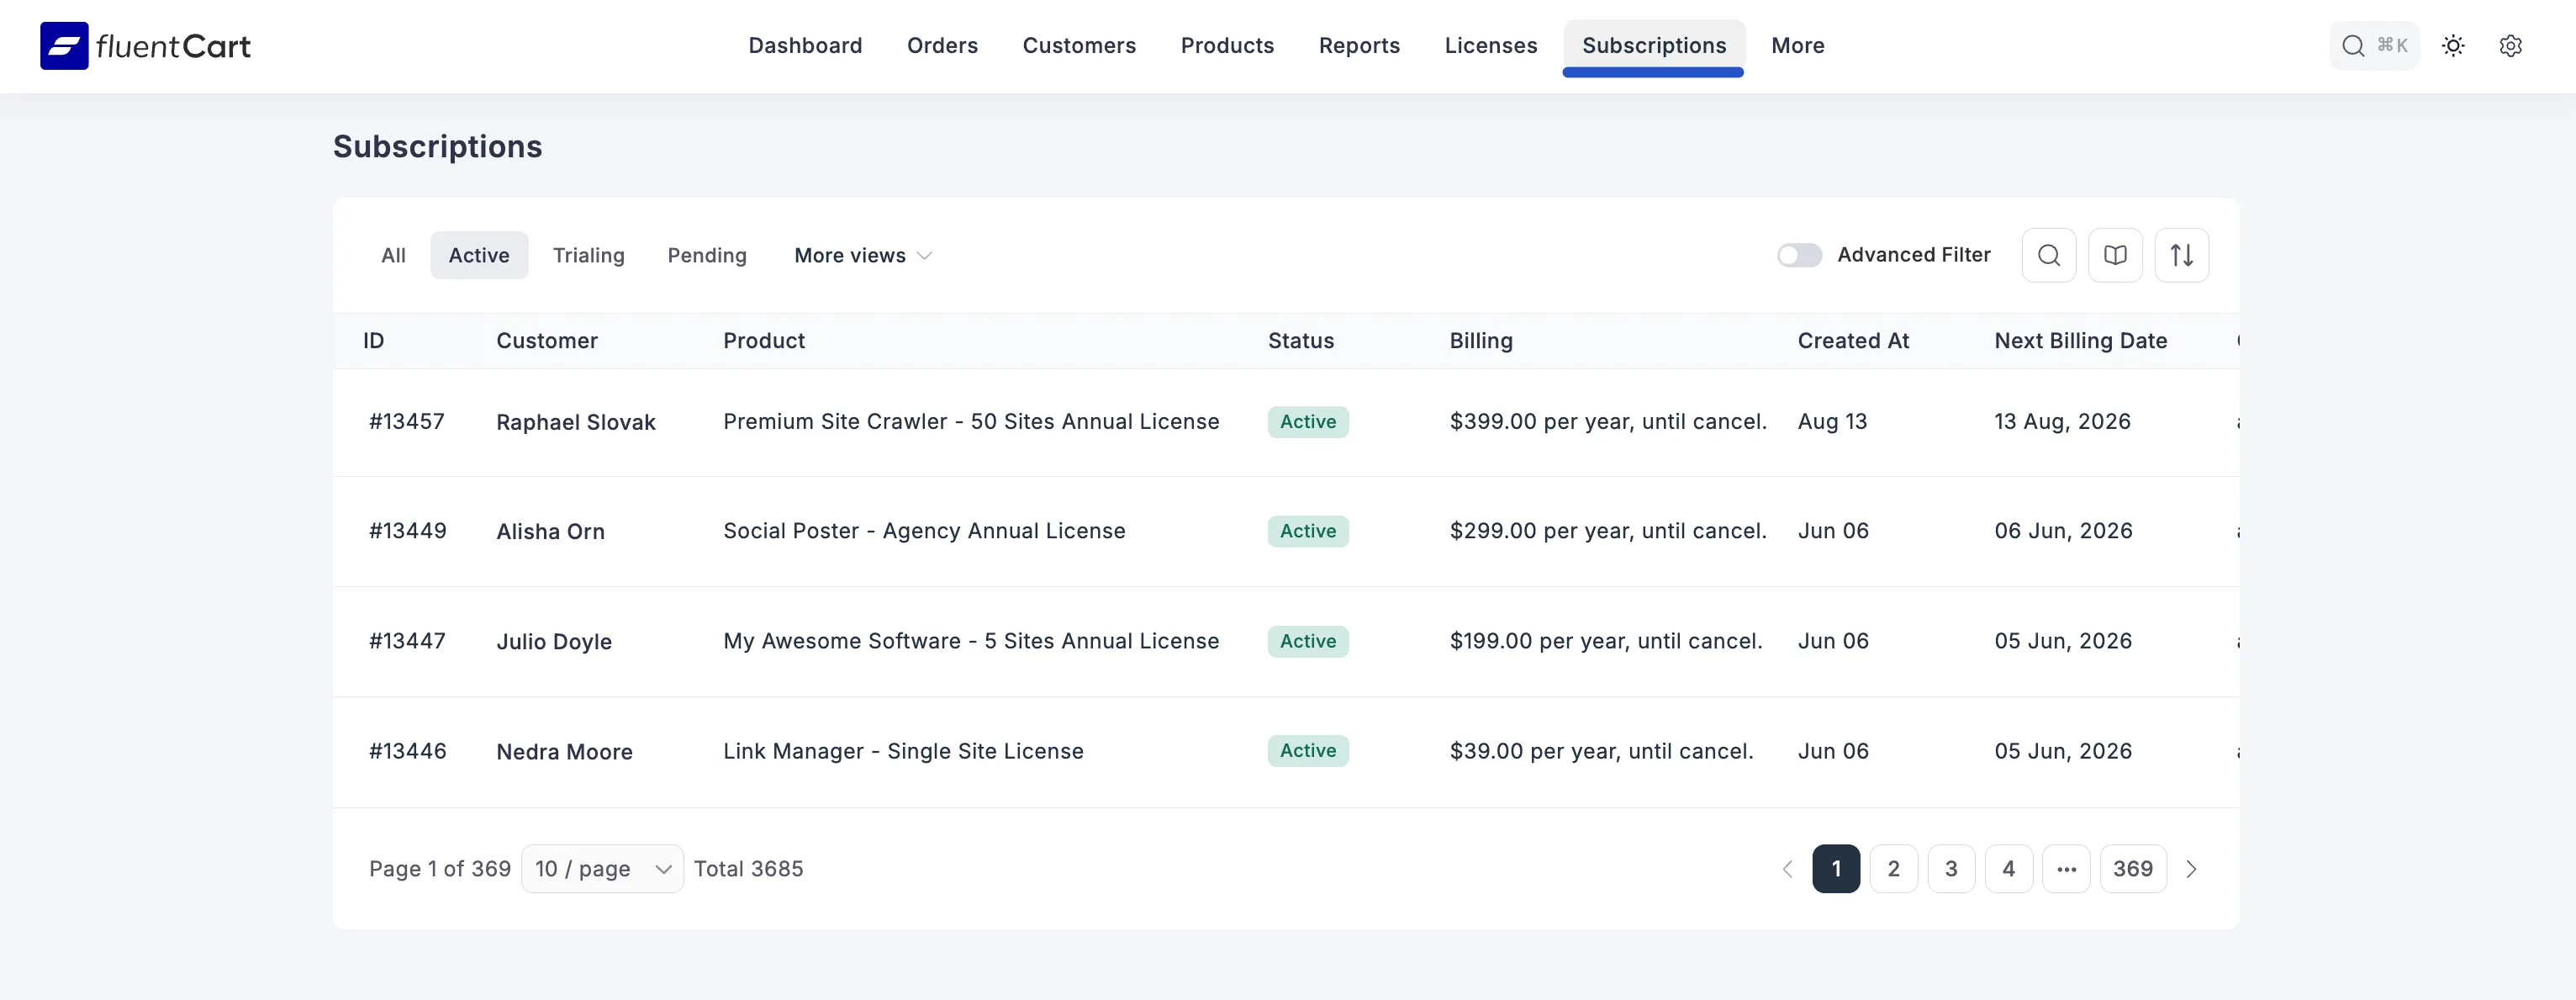 fluentCart
Dashboard Orders Customers Products Reports Licenses Subscriptions More
⌘K
Subscriptions
All Active Trialing Pending More views
Advanced Filter
ID Customer Product Status Billing Created At Next Billing Date
#13457 Raphael Slovak Premium Site Crawler - 50 Sites Annual License Active $399.00 per year, until cancel. Aug 13 13 Aug, 2026
#13449 Alisha Orn Social Poster - Agency Annual License Active $299.00 per year, until cancel. Jun 06 06 Jun, 2026
#13447 Julio Doyle My Awesome Software - 5 Sites Annual License Active $199.00 per year, until cancel. Jun 06 05 Jun, 2026
#13446 Nedra Moore Link Manager - Single Site License Active $39.00 per year, until cancel. Jun 06 05 Jun, 2026
Page 1 of 369 10 / page Total 3685
1 2 3 4 ••• 369